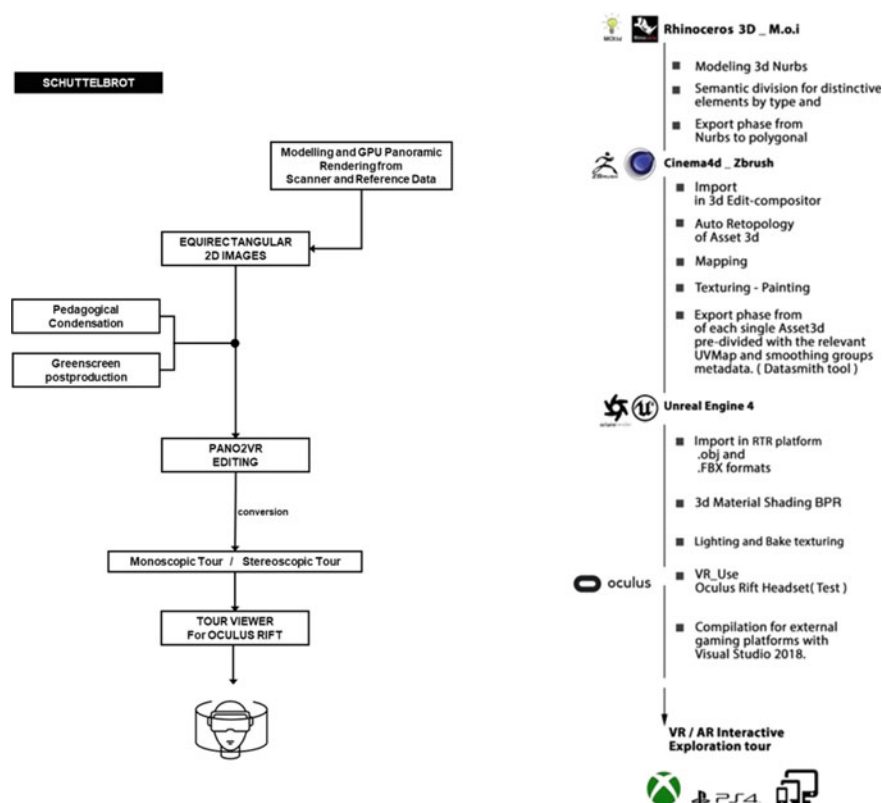 SCHUTTELBROT
Modelling and GPU Panoramic
Rendering from
Scanner and Reference Data
EQUIRECTANGULAR
2D IMAGES
Pedagogical
Condensation
Greenscreen
postproduction
PANO2VR
EDITING
conversion
Monoscopic Tour / Stereoscopic Tour
TOUR VIEWER
For OCULUS RIFT
Rhinoceros 3D _ M.o.i
Modeling 3d Nurbs
Semantic division for distinctive
elements by type and
Export phase from
Nurbs to polygonal
ZBRUSH
Cinema4d _ Zbrush
Import
in 3d Edit-compositor
Auto Retopology
of Asset 3d
Mapping
Texturing - Painting
Export phase from
of each single Asset3d
pre-divided with the relevant
UVMap and smoothing groups
metadata. ( Datasmith tool )
Unreal Engine 4
Import in RTR platform
.obj and
.FBX formats
3d Material Shading BPR
Lighting and Bake texturing
oculus
VR_Use
Oculus Rift Headset( Test )
Compilation for external
gaming platforms with
Visual Studio 2018.
VR / AR Interactive
Exploration tour
PS4